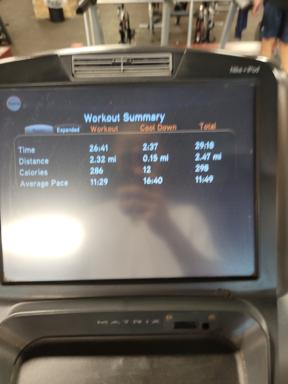 Workout Summary
Expanded Workout Cool Down Total
Time 26:41 2:37 29:18
Distance 2.32 mi 0.15 mi 2.47 mi
Calories 286 12 298
Average Pace 11:29 16:40 11:49
MATRIX